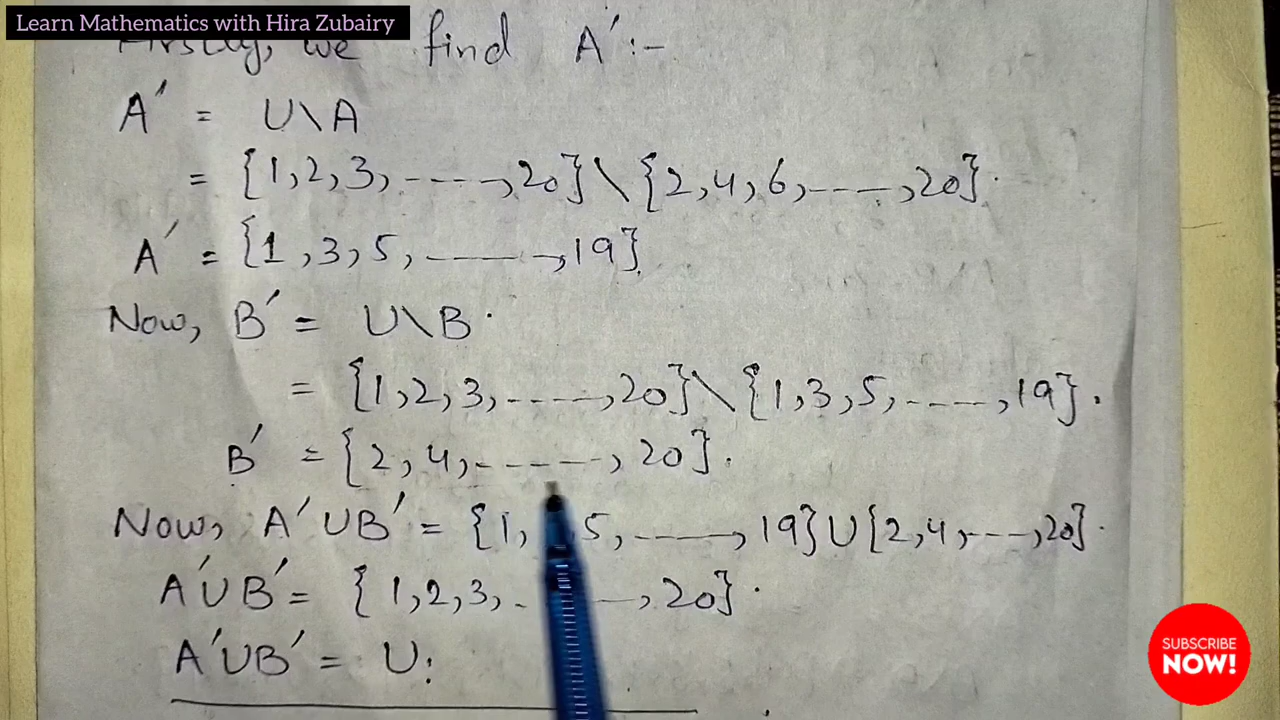 Learn Mathematics with Hira Zubairy
Firstly, we find A′:-
A′ = U\A
= {1,2,3,-----,20}\{2,4,6,-----,20}.
A′ = {1,3,5,------,19}
Now, B′ = U\B.
= {1,2,3,-----,20}\{1,3,5,-----,19}.
B′ = {2,4,------,20}.
Now, A′UB′ = {1, 5,-----,19}U{2,4,----,20}.
A′UB′ = {1,2,3,- --,20}.
A′UB′ = U:
SUBSCRIBE
NOW!